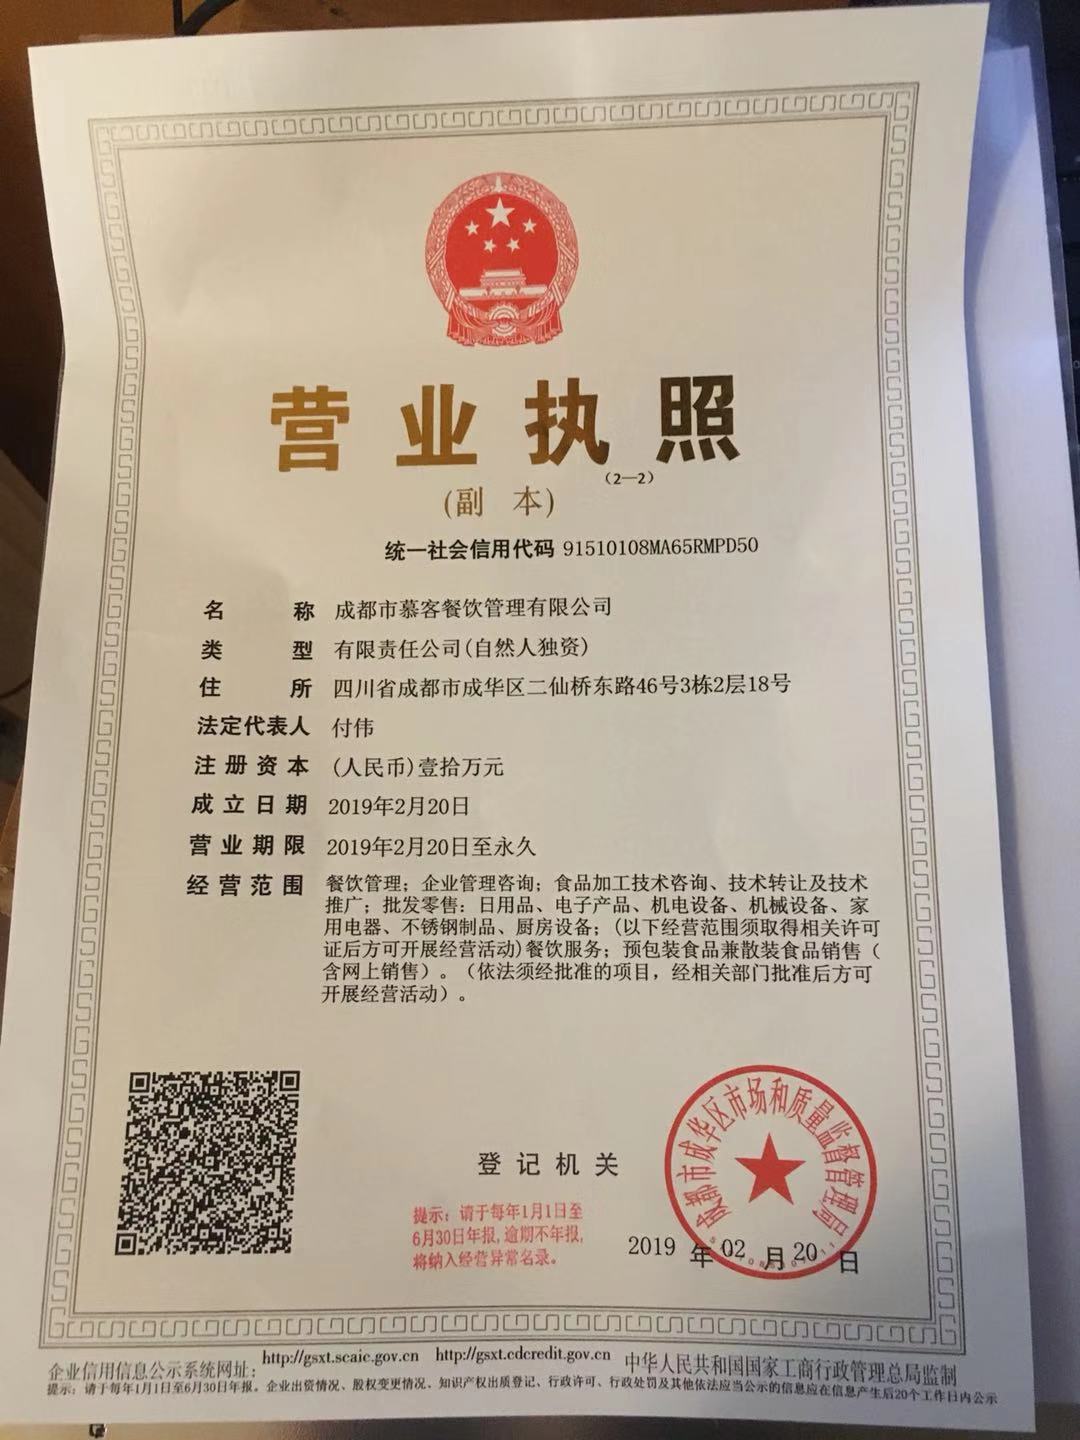 营业执照
(2—2)
(副 本)
统一社会信用代码 91510108MA65RMPD50
名 称 成都市慕客餐饮管理有限公司
类 型 有限责任公司(自然人独资)
住 所 四川省成都市成华区二仙桥东路46号3栋2层18号
法定代表人 付伟
注册资本 (人民币)壹拾万元
成立日期 2019年2月20日
营业期限 2019年2月20日至永久
经营范围 餐饮管理；企业管理咨询；食品加工技术咨询、技术转让及技术
推广；批发零售：日用品、电子产品、机电设备、机械设备、家
用电器、不锈钢制品、厨房设备；(以下经营范围须取得相关许可
证后方可开展经营活动)餐饮服务；预包装食品兼散装食品销售（
含网上销售）。（依法须经批准的项目，经相关部门批准后方可
开展经营活动）。
成都市成华区市场和质量监督管理局
登记机关
提示：请于每年1月1日至
6月30日年报,逾期不年报,
将纳入经营异常名录。
2019 年 02 月 20 日
企业信用信息公示系统网址： http://gsxt.scaic.gov.cn http://gsxt.cdcredit.gov.cn 中华人民共和国国家工商行政管理总局监制
提示：请于每年1月1日至6月30日年报。企业出资情况、股权变更情况、知识产权出质登记、行政许可、行政处罚及其他依法应当公示的信息应在信息产生后20个工作日内公示